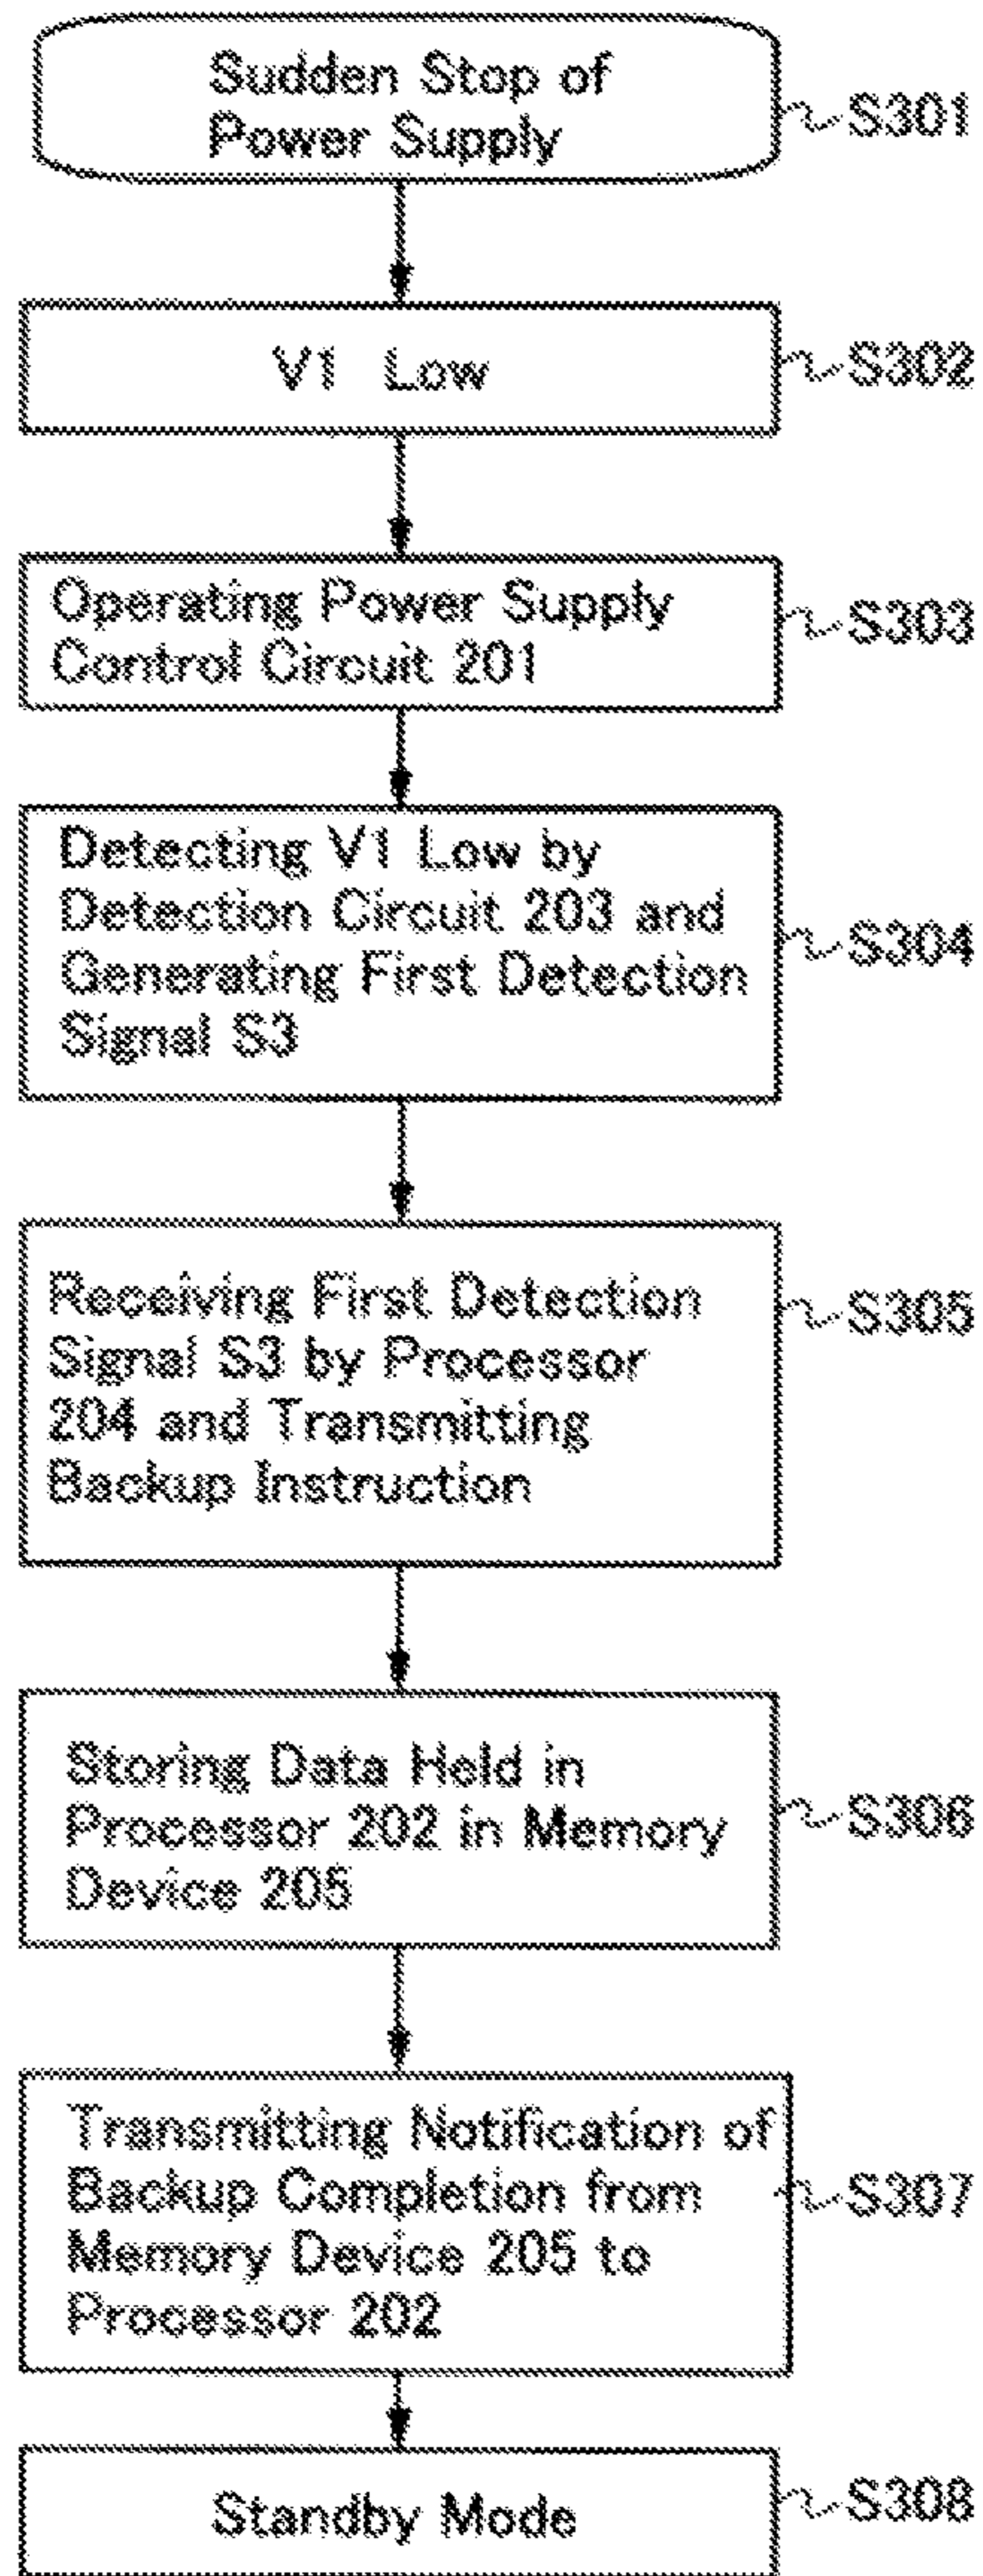 Sudden Stop of
Power Supply
S301
V1 Low
S302
Operating Power Supply
Control Circuit 201
S303
Detecting V1 Low by
Detection Circuit 203 and
Generating First Detection
Signal S3
S304
Receiving First Detection
Signal S3 by Processor
204 and Transmitting
Backup Instruction
S305
Storing Data Held in
Processor 202 in Memory
Device 205
S306
Transmitting Notification of
Backup Completion from
Memory Device 205 to
Processor 202
S307
Standby Mode
S308